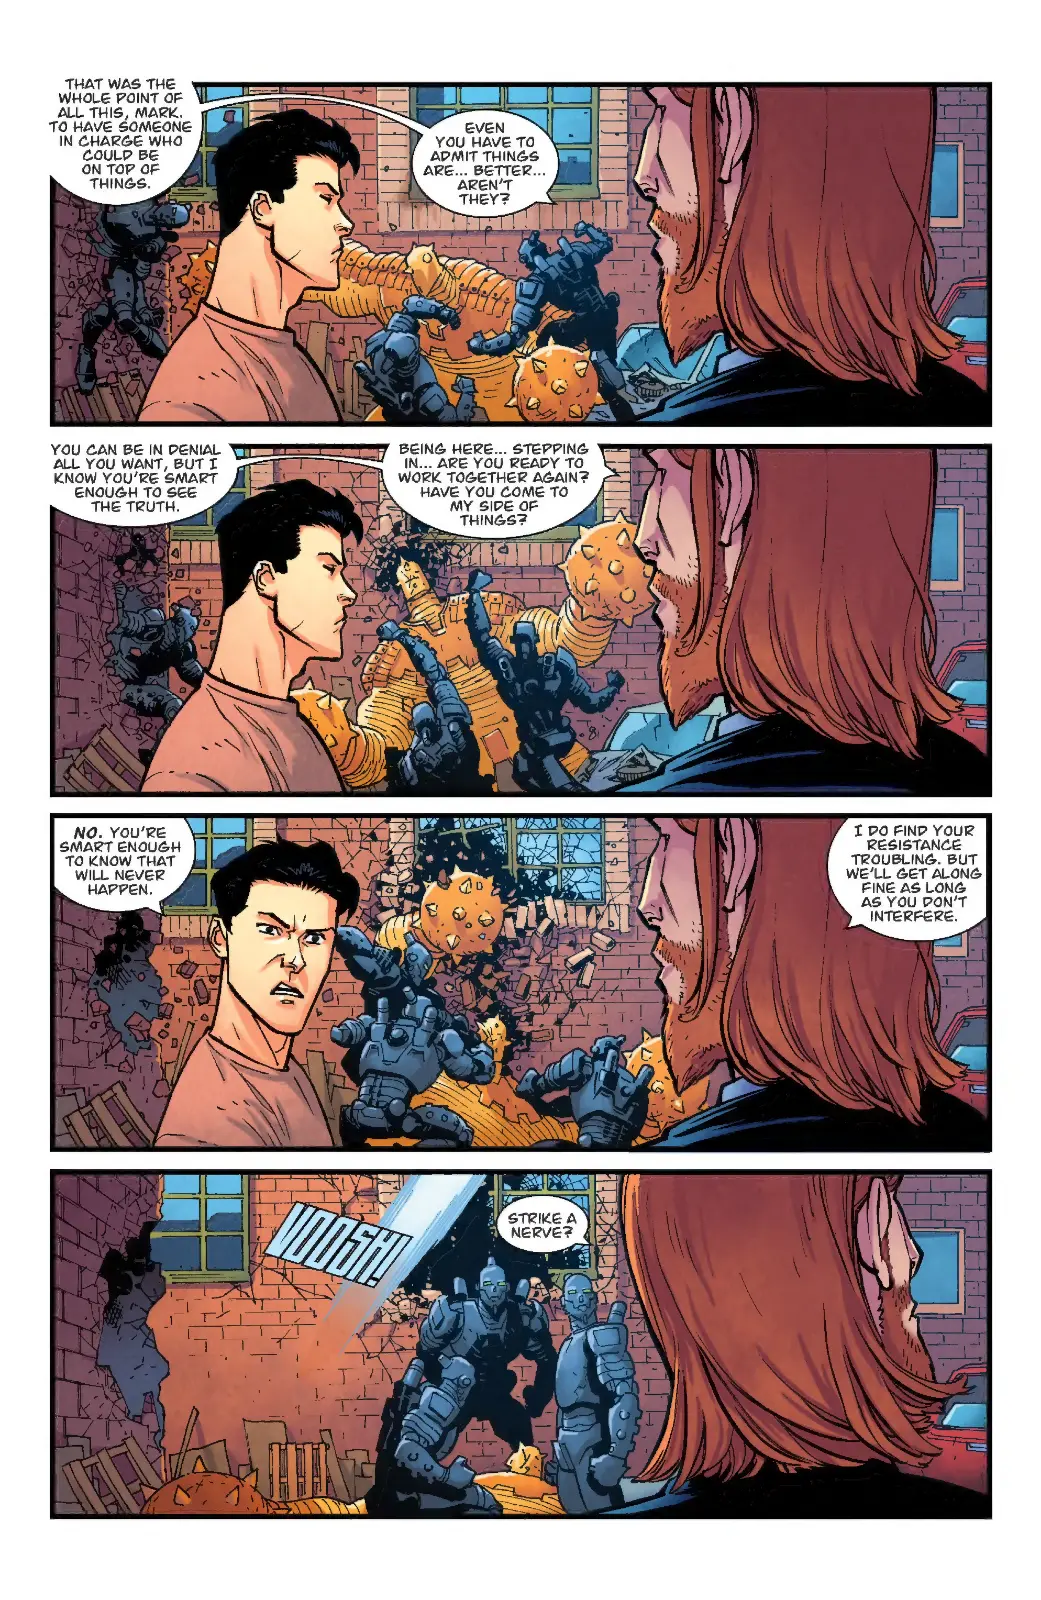 THAT WAS THE
WHOLE POINT OF
ALL THIS, MARK.
TO HAVE SOMEONE
IN CHARGE WHO
COULD BE
ON TOP OF
THINGS.
EVEN
YOU HAVE TO
ADMIT THINGS
ARE... BETTER...
AREN'T
THEY?
YOU CAN BE IN DENIAL
ALL YOU WANT, BUT I
KNOW YOU'RE SMART
ENOUGH TO SEE
THE TRUTH.
BEING HERE... STEPPING
IN... ARE YOU READY TO
WORK TOGETHER AGAIN?
HAVE YOU COME TO
MY SIDE OF
THINGS?
NO. YOU'RE
SMART ENOUGH
TO KNOW THAT
WILL NEVER
HAPPEN.
I DO FIND YOUR
RESISTANCE
TROUBLING. BUT
WE'LL GET ALONG
FINE AS LONG
AS YOU DON'T
INTERFERE.
VOOSH!
STRIKE A
NERVE?